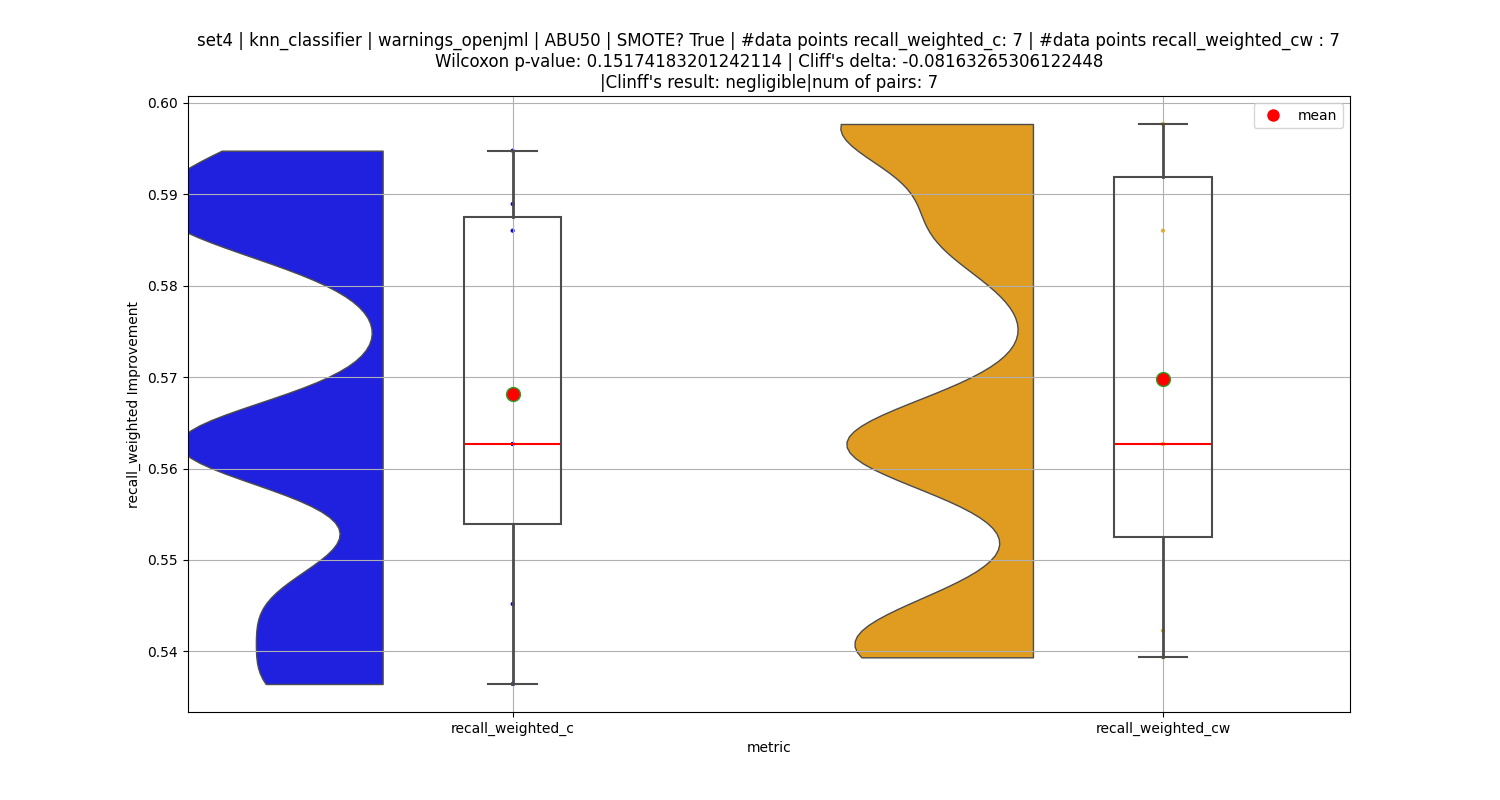 set4 | knn_classifier | warnings_openjml | ABU50 | SMOTE? True | #data points recall_weighted_c: 7 | #data points recall_weighted_cw : 7
Wilcoxon p-value: 0.15174183201242114 | Cliff's delta: -0.08163265306122448
|Clinff's result: negligible|num of pairs: 7
mean
0.60
0.59
0.58
0.57
0.56
0.55
0.54
recall_weighted Improvement
recall_weighted_c
recall_weighted_cw
metric